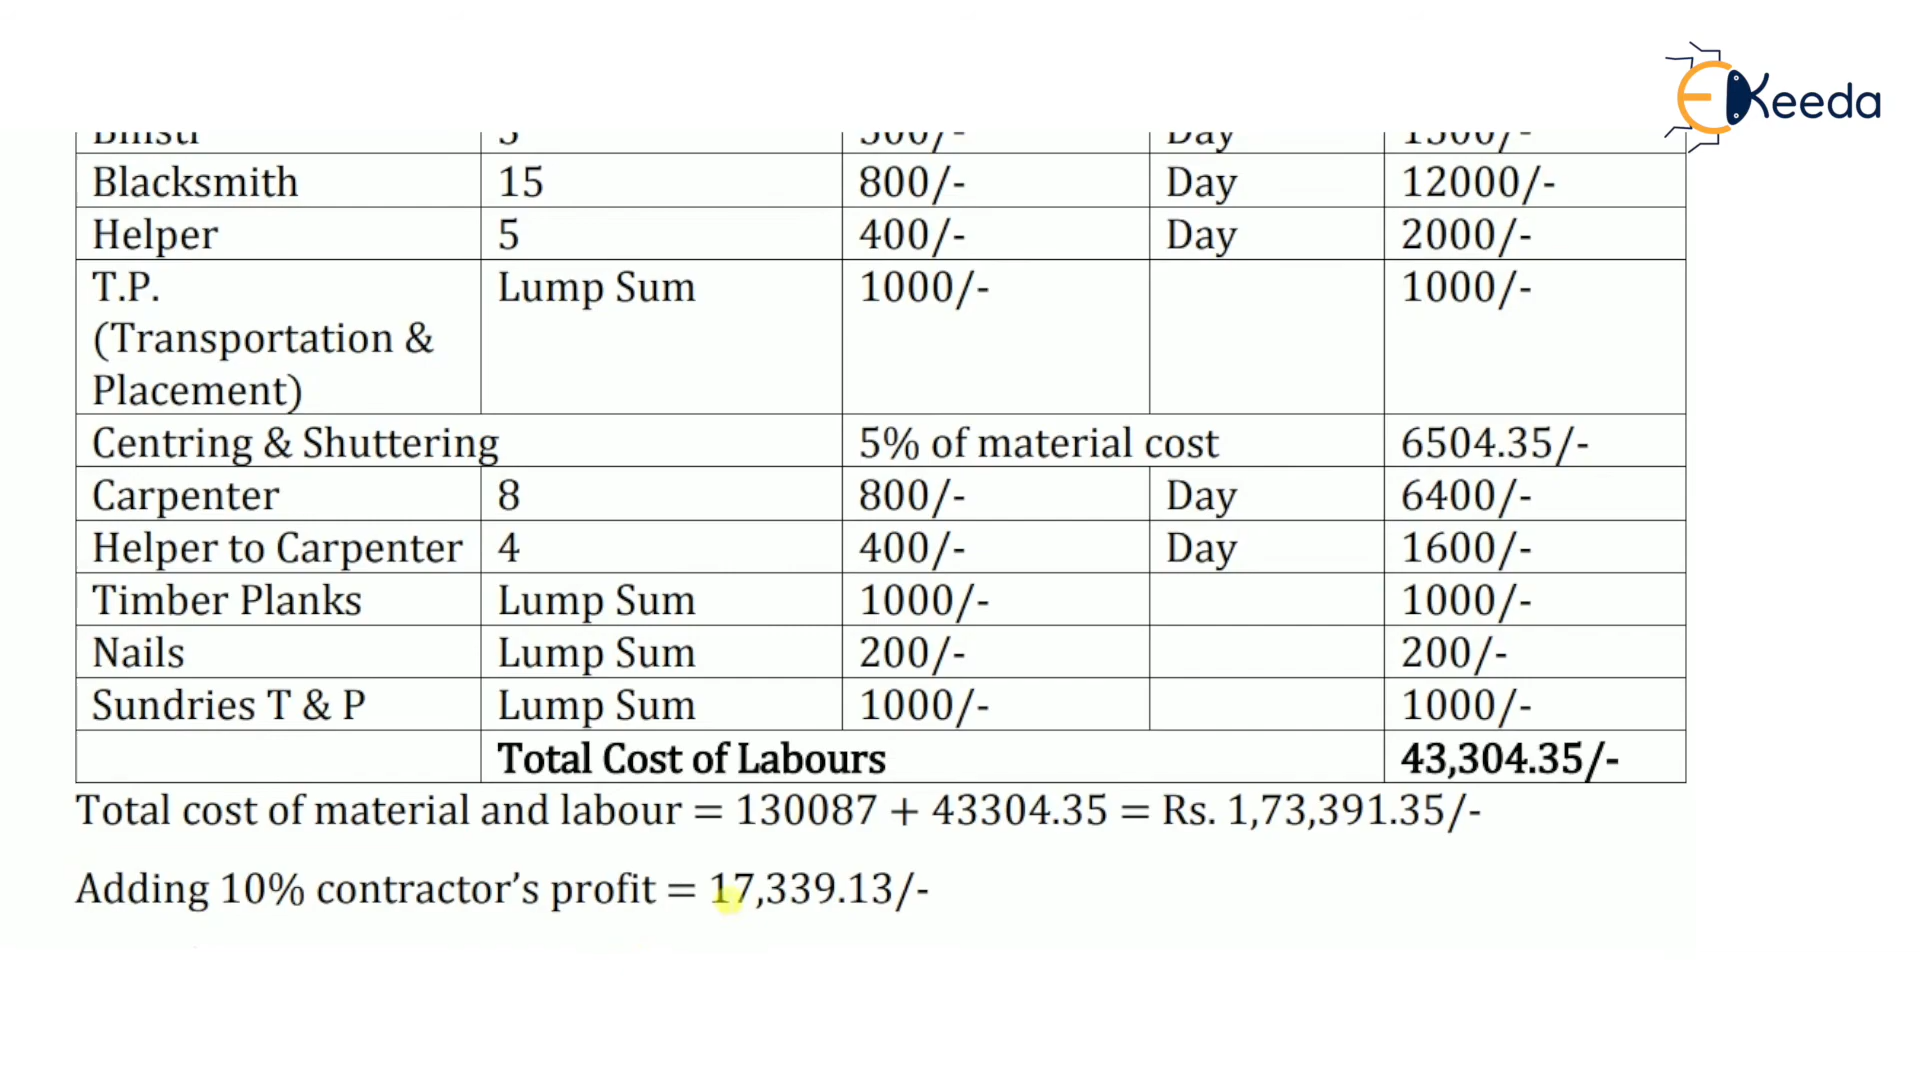 EKeeda
Blacksmith 15 800/- Day 12000/-
Helper 5 400/- Day 2000/-
T.P. Lump Sum 1000/- 1000/-
(Transportation &
Placement)
Centring & Shuttering 5% of material cost 6504.35/-
Carpenter 8 800/- Day 6400/-
Helper to Carpenter 4 400/- Day 1600/-
Timber Planks Lump Sum 1000/- 1000/-
Nails Lump Sum 200/- 200/-
Sundries T & P Lump Sum 1000/- 1000/-
Total Cost of Labours 43,304.35/-
Total cost of material and labour = 130087 + 43304.35 = Rs. 1,73,391.35/-
Adding 10% contractor’s profit = 17,339.13/-